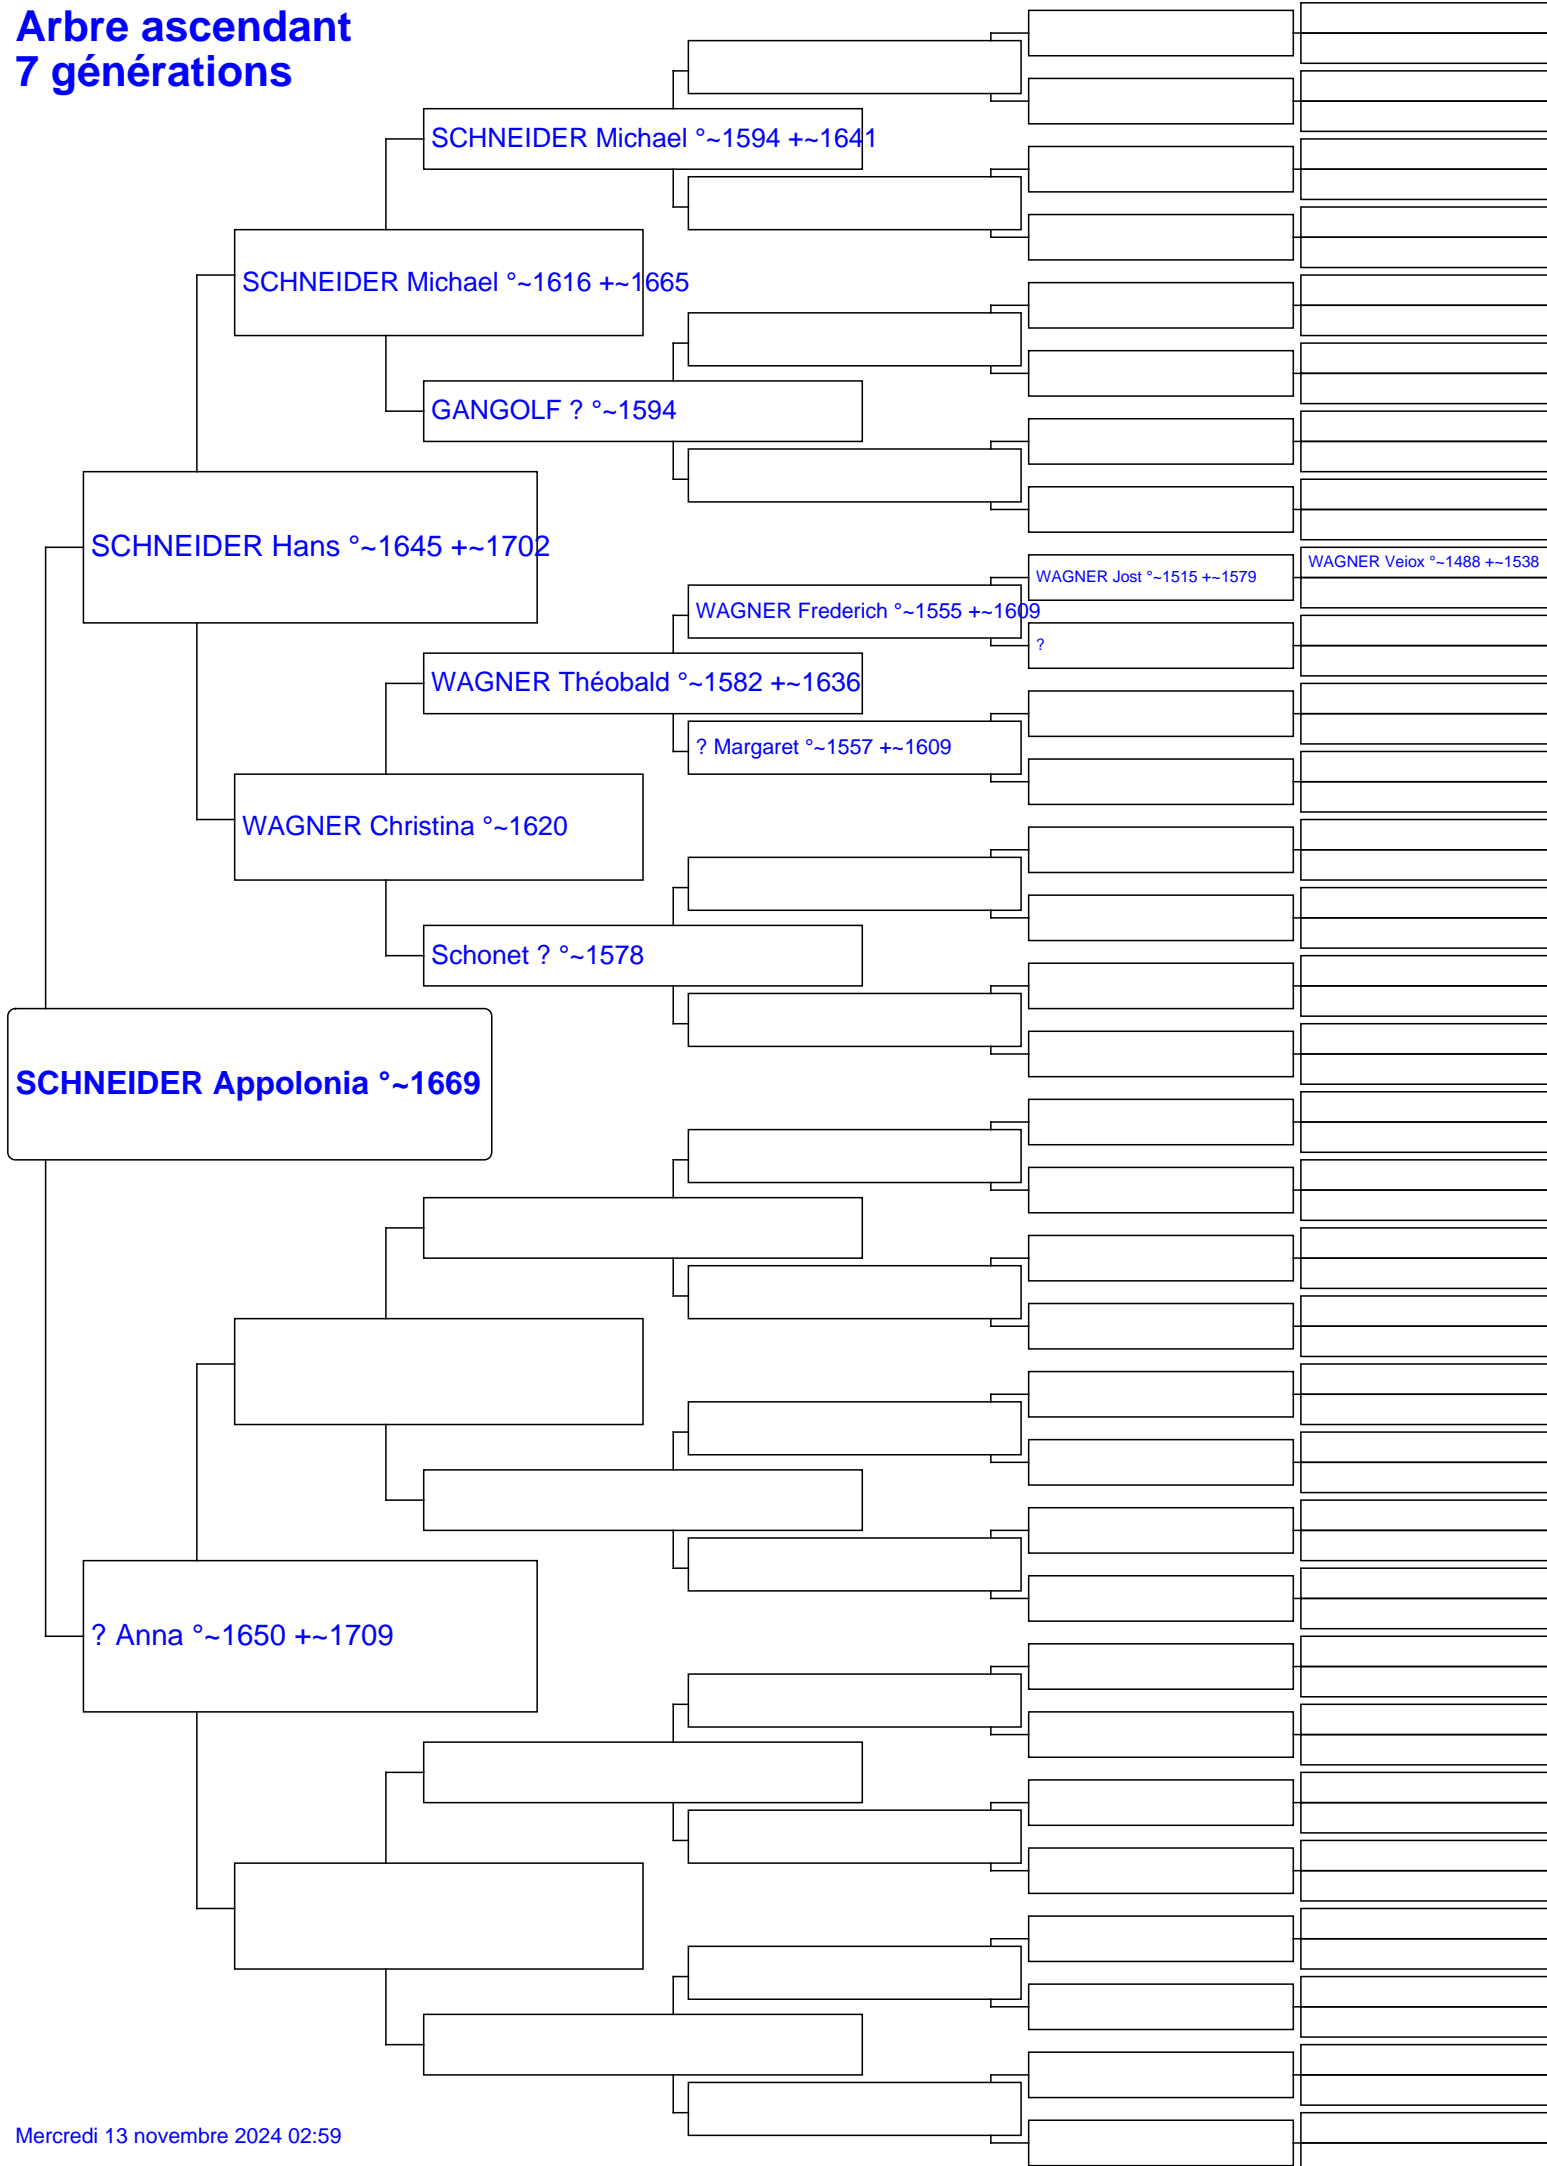 Arbre ascendant
7 générations
SCHNEIDER Michael °~1594 +~1641
SCHNEIDER Michael °~1616 +~1665
GANGOLF ? °~1594
SCHNEIDER Hans °~1645 +~1702
WAGNER Veiox °~1488 +~1538
WAGNER Jost °~1515 +~1579
WAGNER Frederich °~1555 +~1609
?
WAGNER Théobald °~1582 +~1636
? Margaret °~1557 +~1609
WAGNER Christina °~1620
Schonet ? °~1578
SCHNEIDER Appolonia °~1669
? Anna °~1650 +~1709
Mercredi 13 novembre 2024 02:59